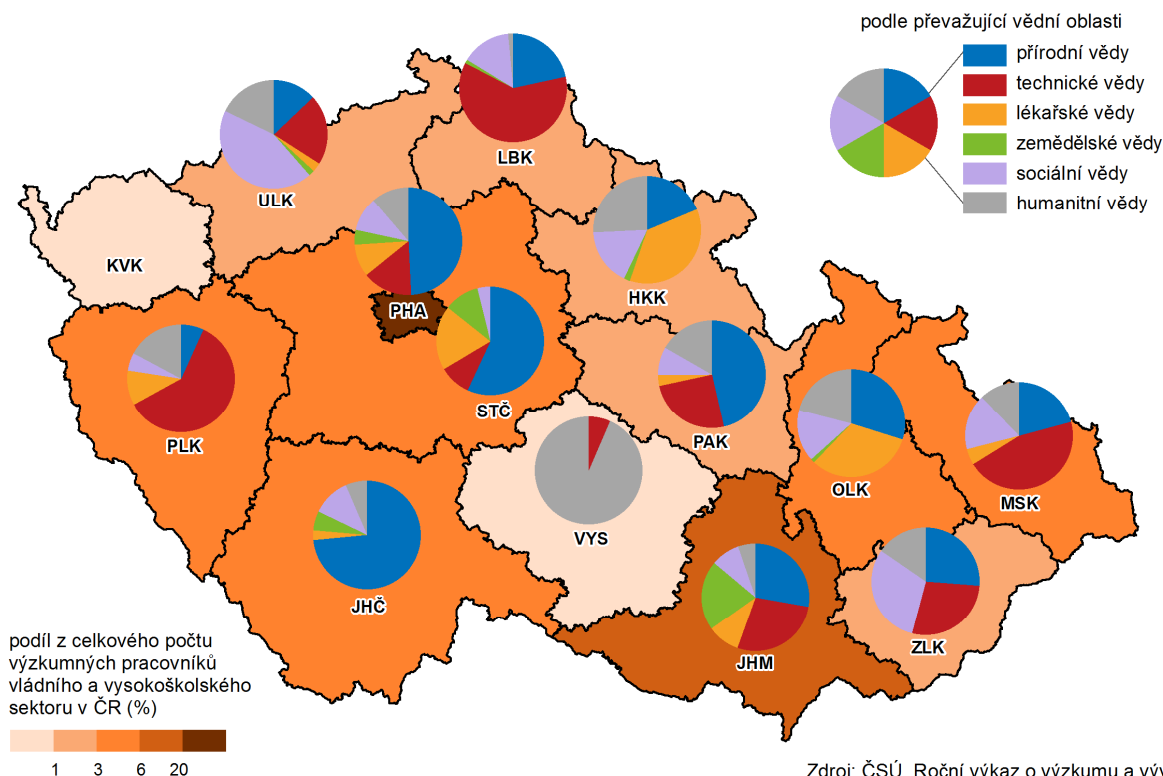 podle převažující vědní oblasti
přírodní vědy
technické vědy
lékařské vědy
zemědělské vědy
sociální vědy
humanitní vědy
LBK
ULK
KVK
HKK
PHA
STČ
PLK
PAK
OLK
MSK
VYS
JHČ
ZLK
JHM
podíl z celkového počtu
výzkumných pracovníků
vládního a vysokoškolského
sektoru v ČR (%)
1 3 6 20
Zdroj: ČSÚ, Roční výkaz o výzkumu a